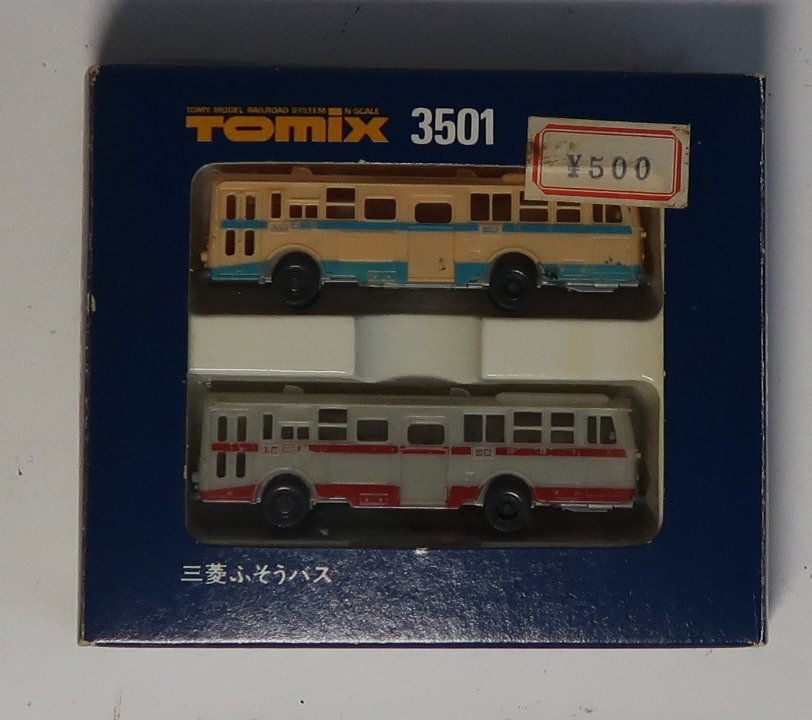 TOMY MODEL RAILROAD SYSTEM N SCALE
TOMIX 3501
¥500
三菱ふそうバス